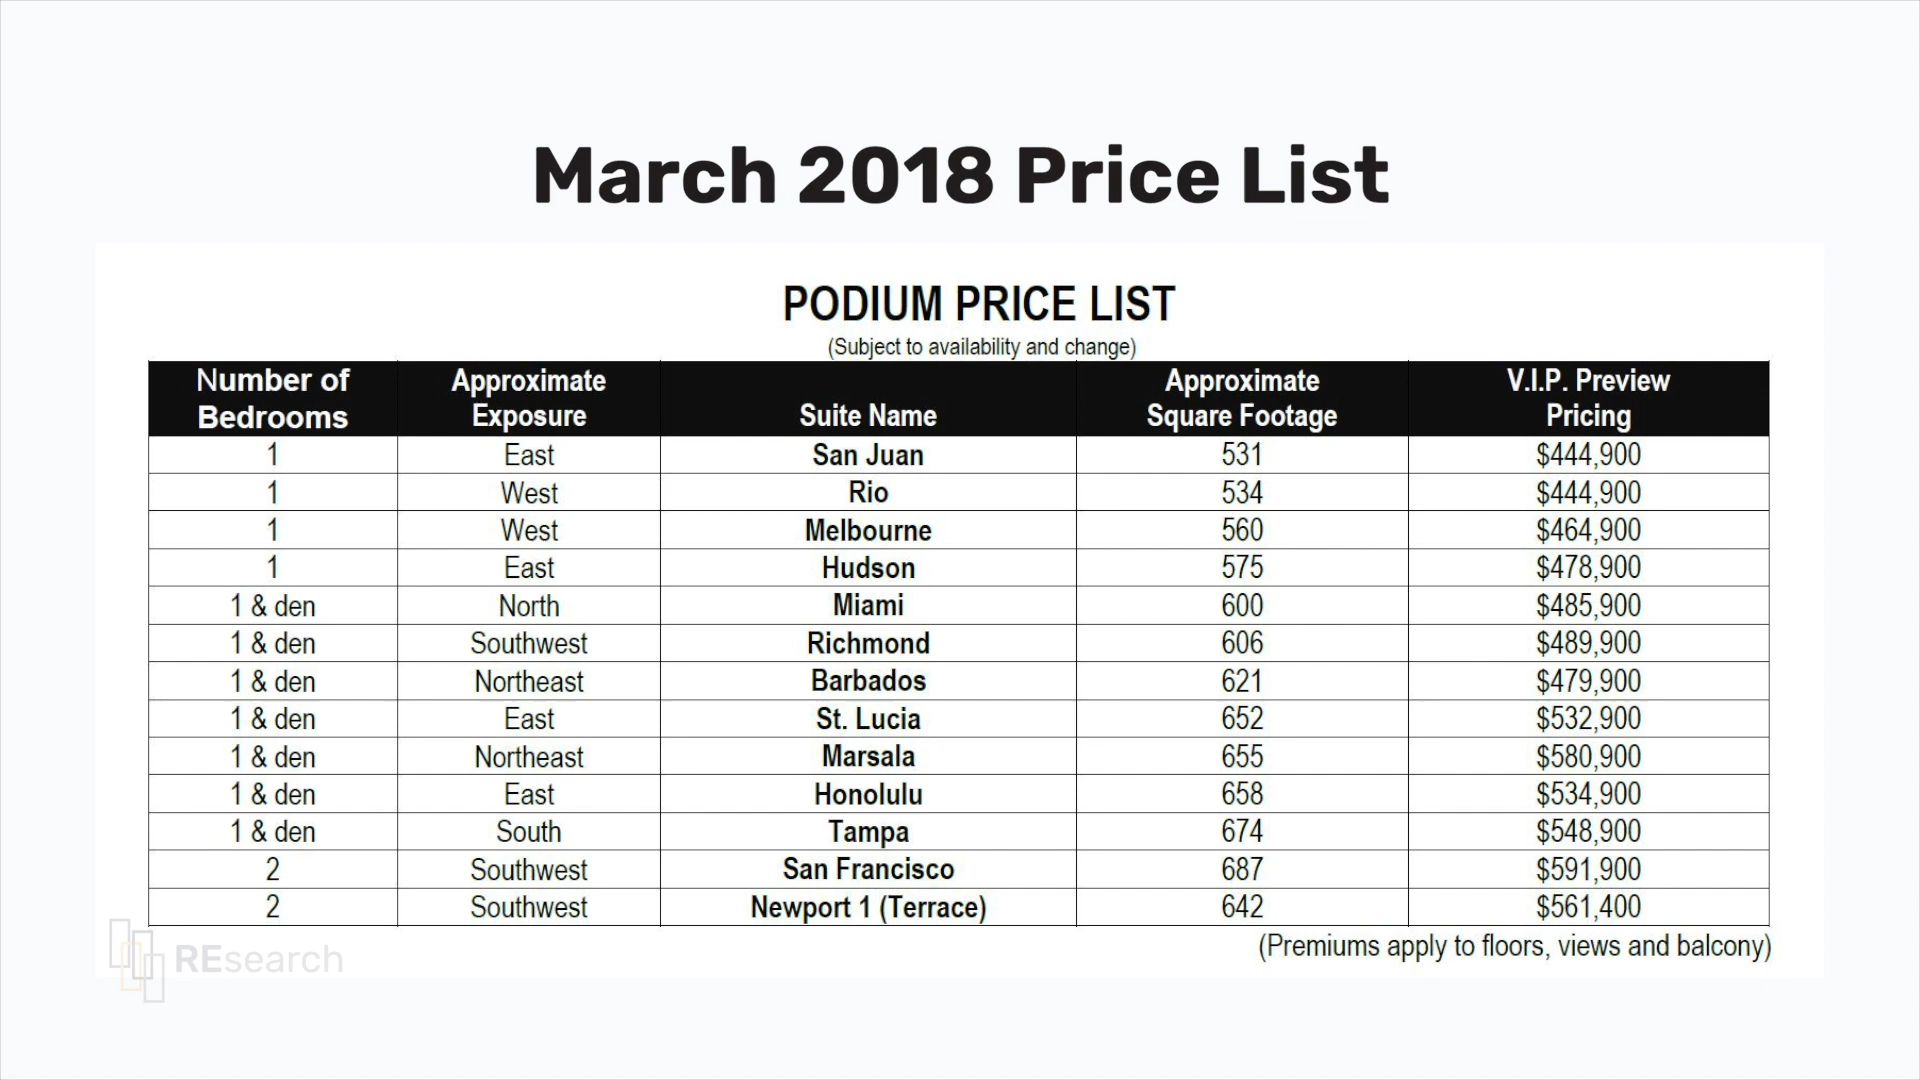 March 2018 Price List
PODIUM PRICE LIST
(Subject to availability and change)
Number of Bedrooms Approximate Exposure Suite Name Approximate Square Footage V.I.P. Preview Pricing
1 East San Juan 531 $444,900
1 West Rio 534 $444,900
1 West Melbourne 560 $464,900
1 East Hudson 575 $478,900
1 & den North Miami 600 $485,900
1 & den Southwest Richmond 606 $489,900
1 & den Northeast Barbados 621 $479,900
1 & den East St. Lucia 652 $532,900
1 & den Northeast Marsala 655 $580,900
1 & den East Honolulu 658 $534,900
1 & den South Tampa 674 $548,900
2 Southwest San Francisco 687 $591,900
2 Southwest Newport 1 (Terrace) 642 $561,400
(Premiums apply to floors, views and balcony)
REsearch